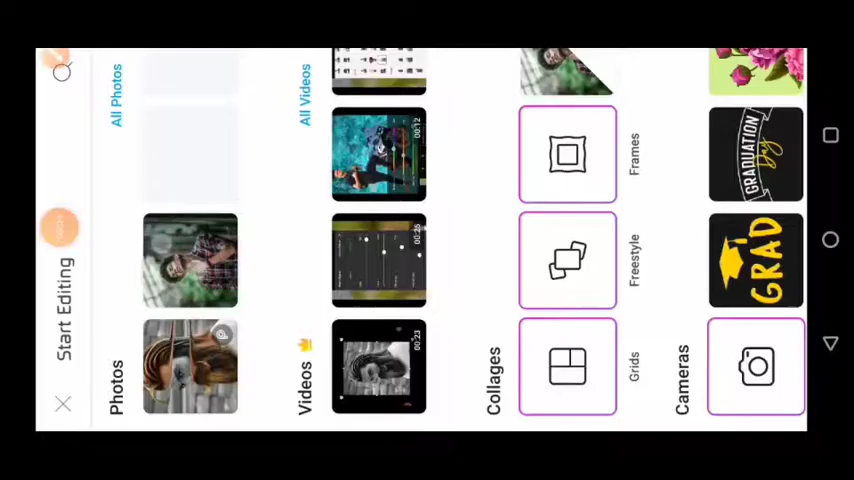 Start Editing
Photos
All Photos
Videos
All Videos
00:23
00:25
00:12
Collages
Grids
Freestyle
Frames
Cameras
GRAD
GRADUATION
Day